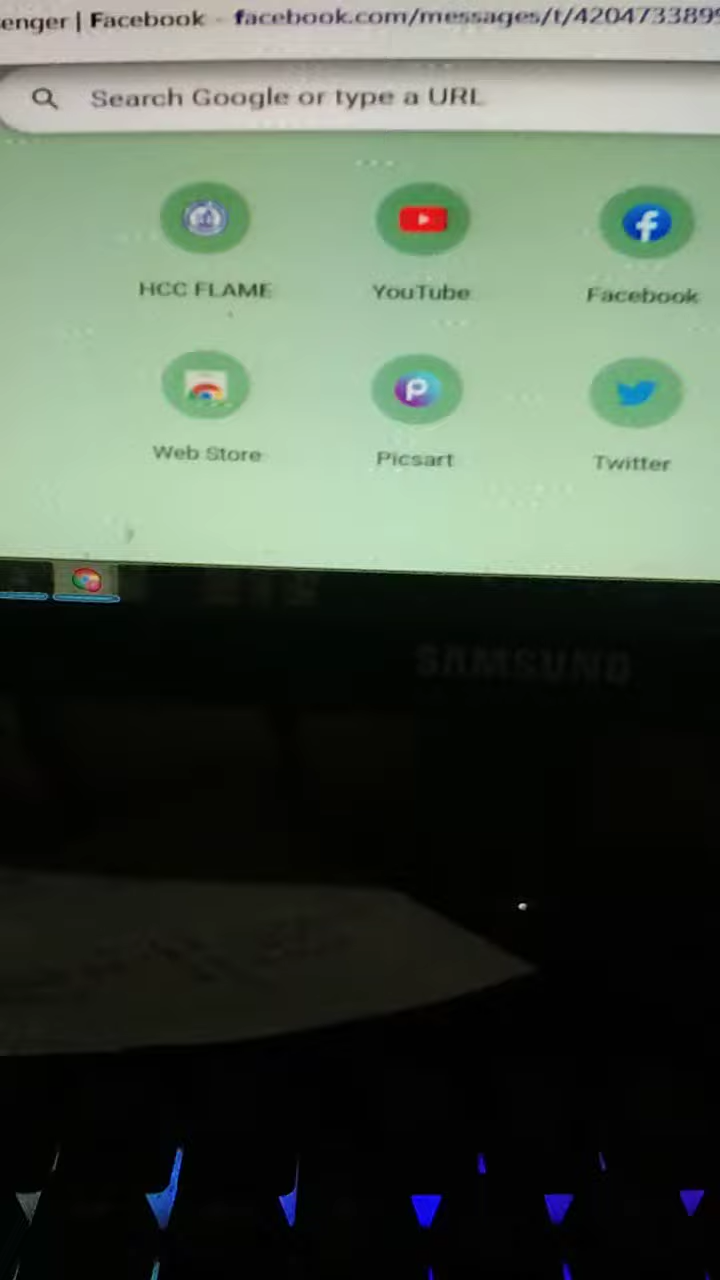 enger | Facebook - facebook.com/messages/t/420473389
Search Google or type a URL
HCC FLAME
YouTube
Facebook
Web Store
Picsart
Twitter
SAMSUNG